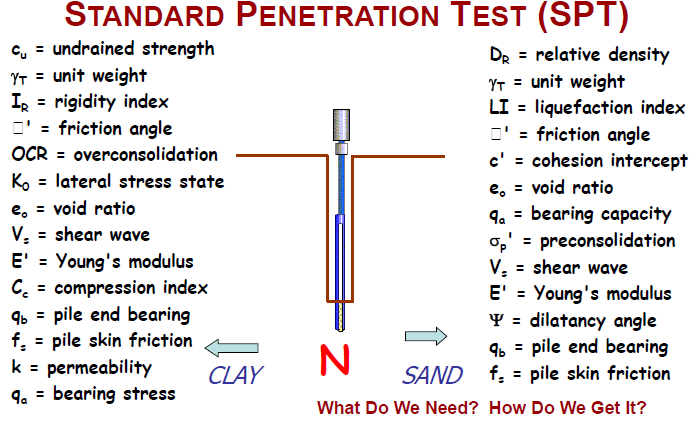 STANDARD PENETRATION TEST (SPT)
cu = undrained strength
γT = unit weight
IR = rigidity index
□' = friction angle
OCR = overconsolidation
K0 = lateral stress state
eo = void ratio
Vs = shear wave
E' = Young's modulus
Cc = compression index
qb = pile end bearing
fs = pile skin friction
k = permeability
qa = bearing stress
CLAY
N
SAND
DR = relative density
γT = unit weight
LI = liquefaction index
□' = friction angle
c' = cohesion intercept
eo = void ratio
qa = bearing capacity
σp' = preconsolidation
Vs = shear wave
E' = Young's modulus
Ψ = dilatancy angle
qb = pile end bearing
fs = pile skin friction
What Do We Need? How Do We Get It?